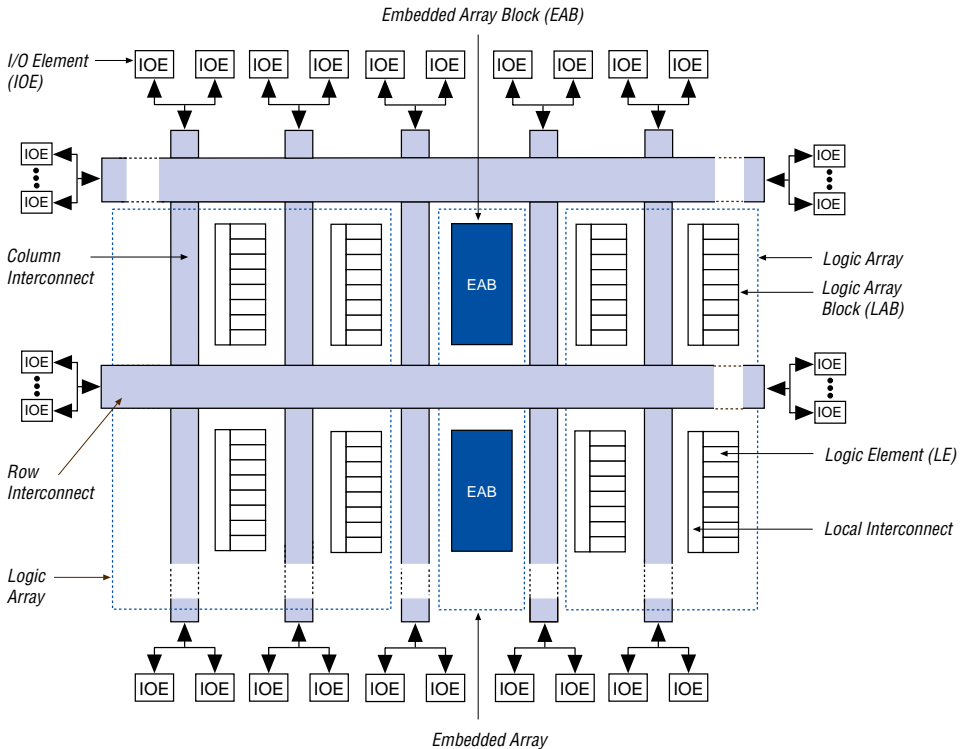 Embedded Array Block (EAB)
I/O Element
(IOE)
IOE IOE IOE IOE IOE IOE IOE IOE IOE IOE
IOE IOE
IOE IOE
Column
Interconnect
EAB
Logic Array
Logic Array
Block (LAB)
IOE IOE
IOE IOE
Row
Interconnect
EAB
Logic Element (LE)
Local Interconnect
Logic
Array
IOE IOE IOE IOE IOE IOE IOE IOE IOE IOE
Embedded Array